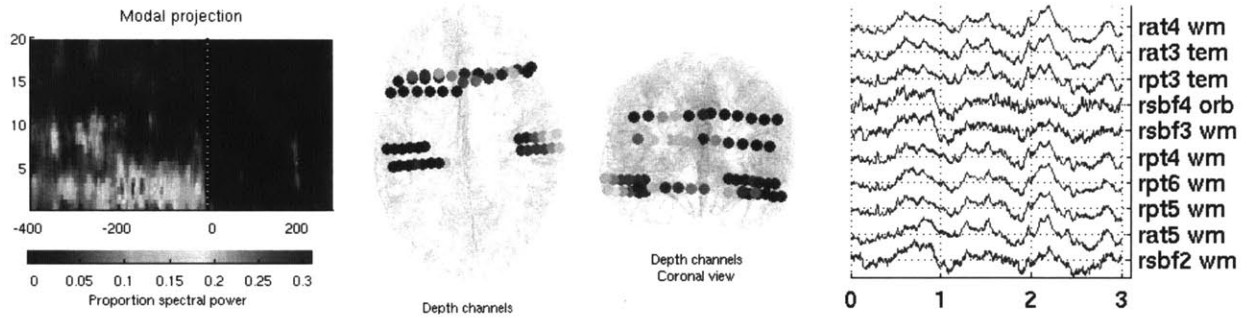 Modal projection
20
15
10
5
-400
-200
0
200
0
0.05
0.1
0.15
0.2
0.25
0.3
Proportion spectral power
Depth channels
Depth channels
Coronal view
rat4 wm
rat3 tem
rpt3 tem
rsbf4 orb
rsbf3 wm
rpt4 wm
rpt6 wm
rpt5 wm
rat5 wm
rsbf2 wm
0
1
2
3